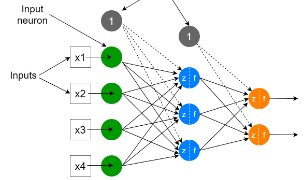 Input
neuron
1
1
Inputs
x1
x2
x3
x4
z f
z f
z f
z f
z f